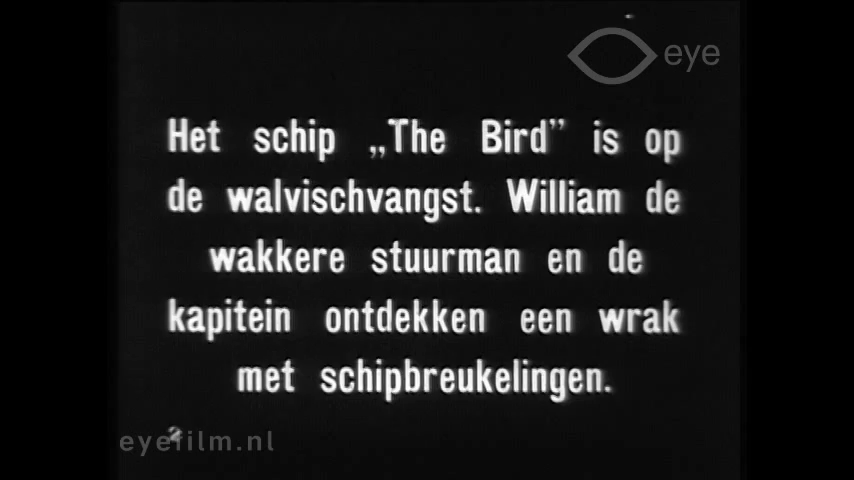 eye
Het schip „The Bird” is op
de walvischvangst. William de
wakkere stuurman en de
kapitein ontdekken een wrak
met schipbreukelingen.
2
eyefilm.nl